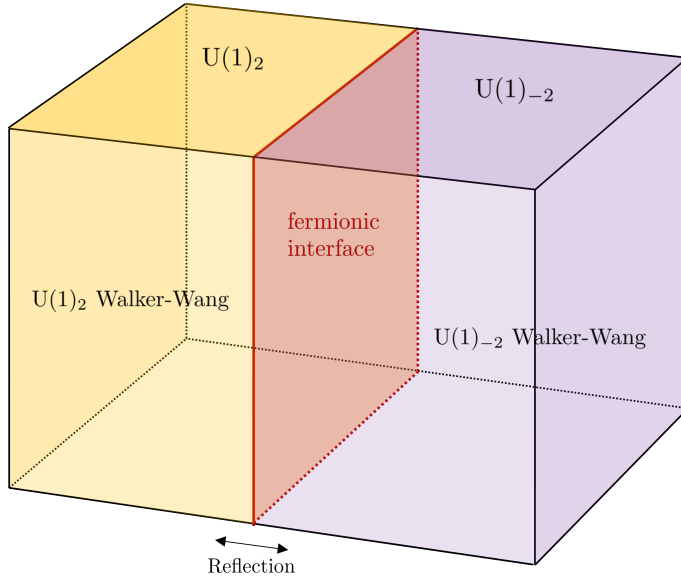 U(1)₂
U(1)₋₂
fermionic
interface
U(1)₂ Walker-Wang
U(1)₋₂ Walker-Wang
Reflection